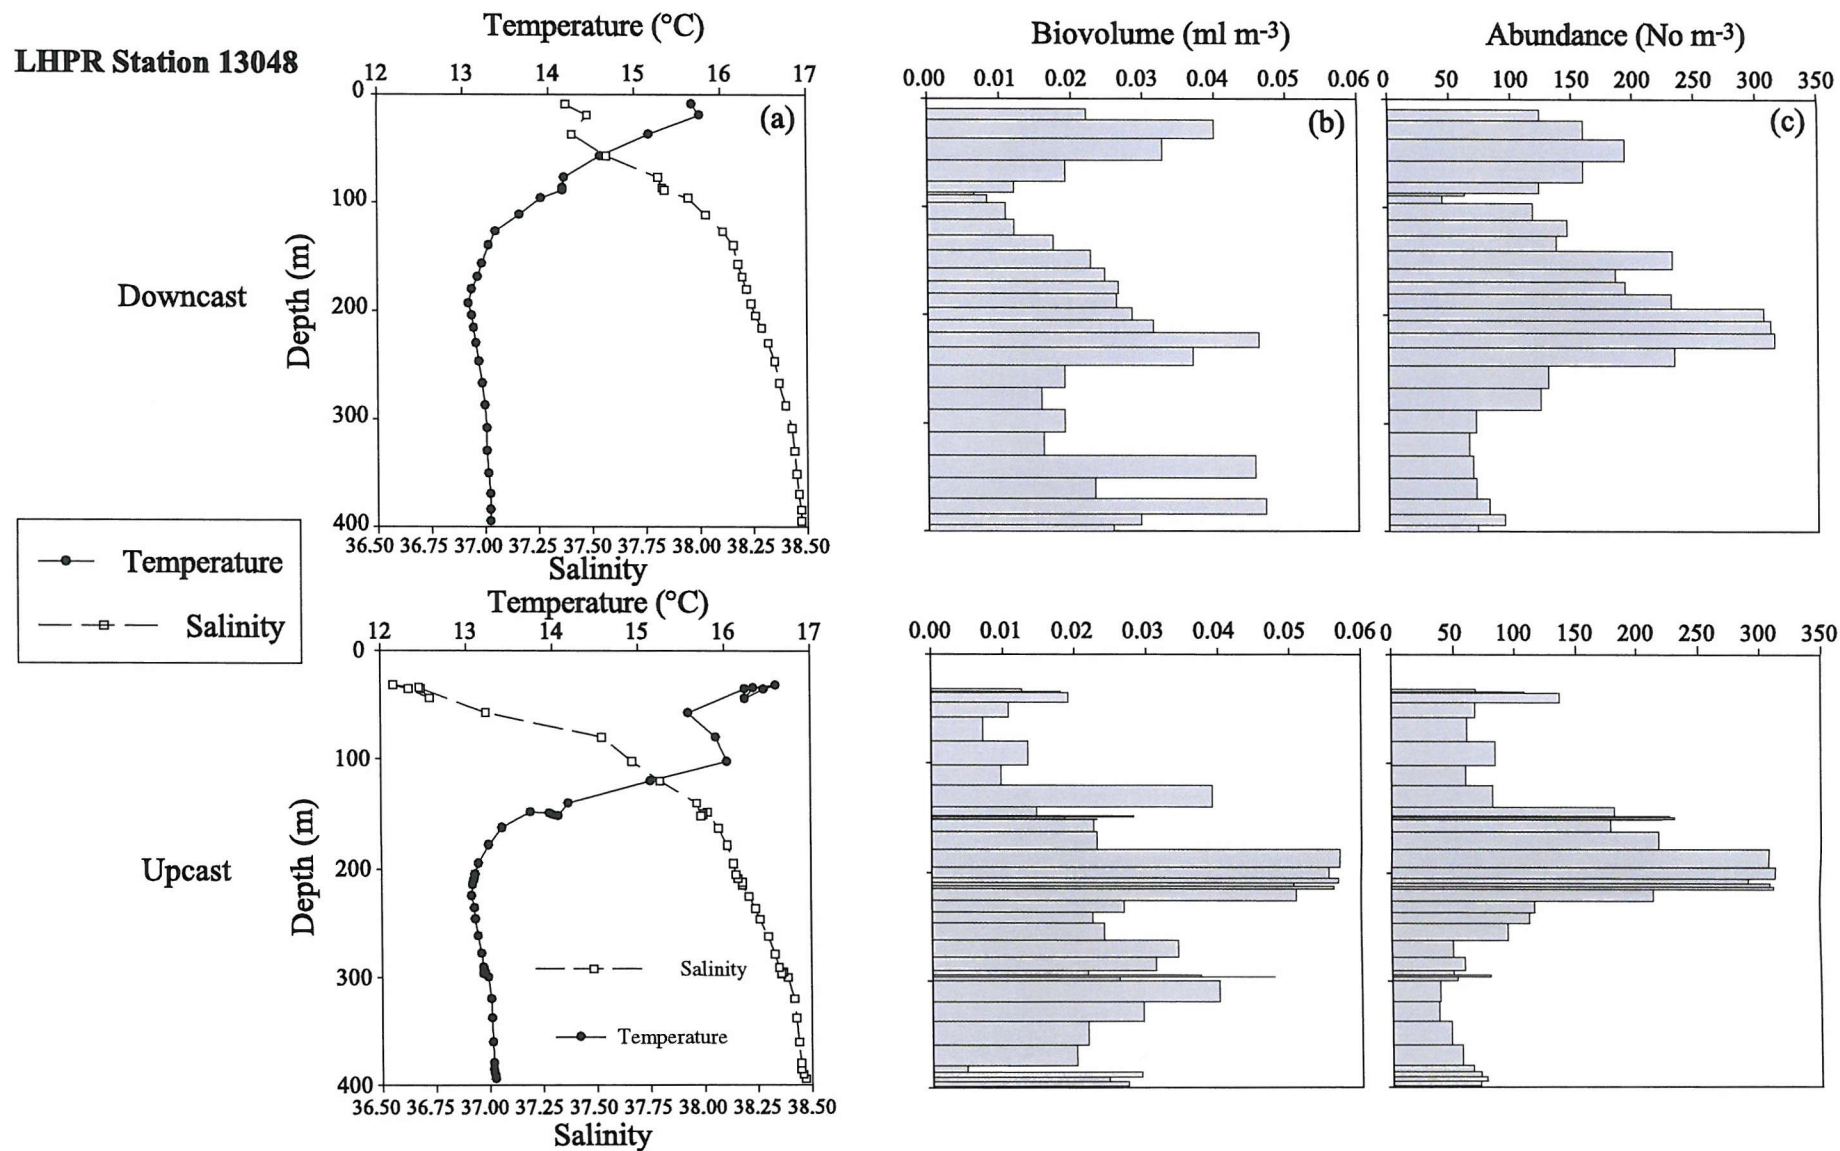 Temperature (°C)
Biovolume (ml m-3)
Abundance (No m-3)
LHPR Station 13048
12 13 14 15 16 17
0.00 0.01 0.02 0.03 0.04 0.05 0.06
0 50 100 150 200 250 300 350
(a)
(b)
(c)
Downcast
Depth (m)
0
100
200
300
400
36.50 36.75 37.00 37.25 37.50 37.75 38.00 38.25 38.50
Salinity
Temperature
Salinity
Temperature (°C)
12 13 14 15 16 17
0.00 0.01 0.02 0.03 0.04 0.05 0.06
0 50 100 150 200 250 300 350
Upcast
Depth (m)
0
100
200
300
400
Salinity
Temperature
36.50 36.75 37.00 37.25 37.50 37.75 38.00 38.25 38.50
Salinity